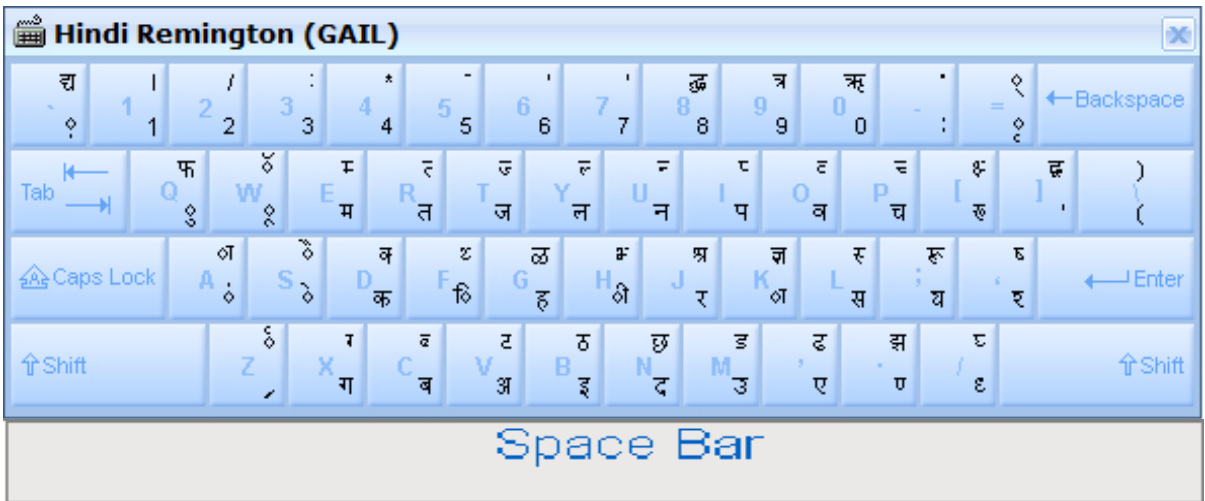 Hindi Remington (GAIL)
द्य ` ़ | 1 1 / 2 2 : 3 3 * 4 4 - 5 5 ' 6 6 ' 7 7 द्ध 8 8 त्र 9 9 ऋ 0 0 . - : ् = ृ ←Backspace
Tab फ Q ु ॅ W ू म् E म त् R त ज् T ज ल् Y ल न् U न प् I प व् O व च् P च क्ष् [ द्व ] , ) \ (
Caps Lock ा A ं ै S े क् D क थ् F ि ळ G ह भ् H ी श्र J र ज्ञ K ा स् L स रू ; य ष् ' श् Enter
Shift र्ं Z ् ग् X ग ब् C ब ट V अ ठ B इ छ N द ड M उ ढ , ए झ . ण घ् / ध् Shift
Space Bar